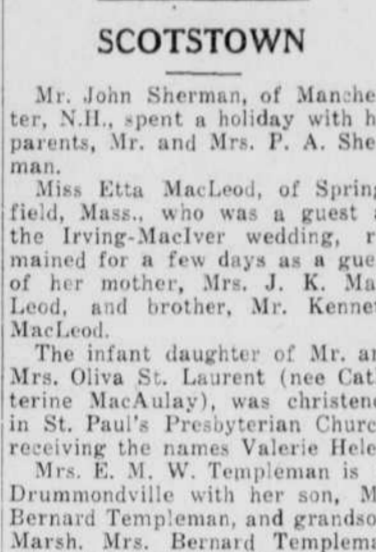 SCOTSTOWN
Mr. John Sherman, of Manche
ter, N.H., spent a holiday with h
parents, Mr. and Mrs. P. A. She
man.
Miss Etta MacLeod, of Spring
field, Mass., who was a guest a
the Irving-MacIver wedding, r
mained for a few days as a gue
of her mother, Mrs. J. K. Ma
Leod, and brother, Mr. Kennet
MacLeod.
The infant daughter of Mr. an
Mrs. Oliva St. Laurent (nee Cat
terine MacAulay), was christene
in St. Paul's Presbyterian Churc
receiving the names Valerie Hele
Mrs. E. M. W. Templeman is
Drummondville with her son, M
Bernard Templeman, and grandso
Marsh. Mrs. Bernard Templema